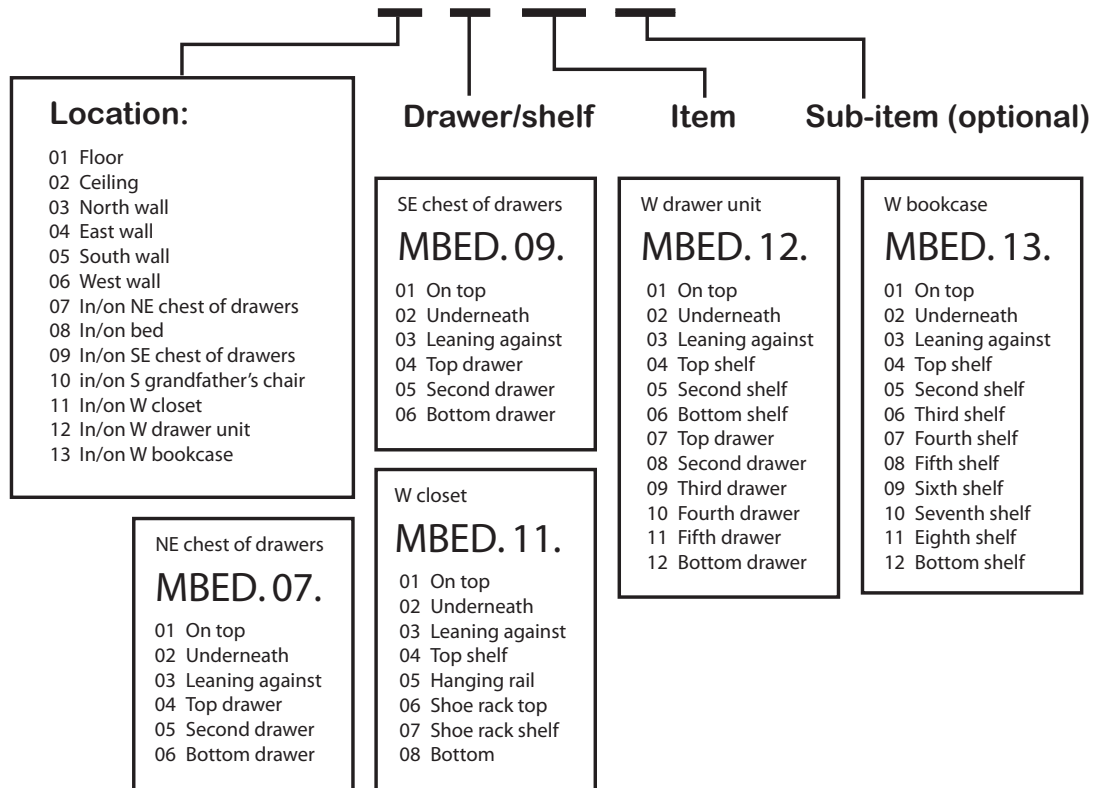 Location:
01 Floor
02 Ceiling
03 North wall
04 East wall
05 South wall
06 West wall
07 In/on NE chest of drawers
08 In/on bed
09 In/on SE chest of drawers
10 in/on S grandfather's chair
11 In/on W closet
12 In/on W drawer unit
13 In/on W bookcase
Drawer/shelf
Item
Sub-item (optional)
SE chest of drawers
MBED. 09.
01 On top
02 Underneath
03 Leaning against
04 Top drawer
05 Second drawer
06 Bottom drawer
W drawer unit
MBED. 12.
01 On top
02 Underneath
03 Leaning against
04 Top shelf
05 Second shelf
06 Bottom shelf
07 Top drawer
08 Second drawer
09 Third drawer
10 Fourth drawer
11 Fifth drawer
12 Bottom drawer
W bookcase
MBED. 13.
01 On top
02 Underneath
03 Leaning against
04 Top shelf
05 Second shelf
06 Third shelf
07 Fourth shelf
08 Fifth shelf
09 Sixth shelf
10 Seventh shelf
11 Eighth shelf
12 Bottom shelf
NE chest of drawers
MBED. 07.
01 On top
02 Underneath
03 Leaning against
04 Top drawer
05 Second drawer
06 Bottom drawer
W closet
MBED. 11.
01 On top
02 Underneath
03 Leaning against
04 Top shelf
05 Hanging rail
06 Shoe rack top
07 Shoe rack shelf
08 Bottom